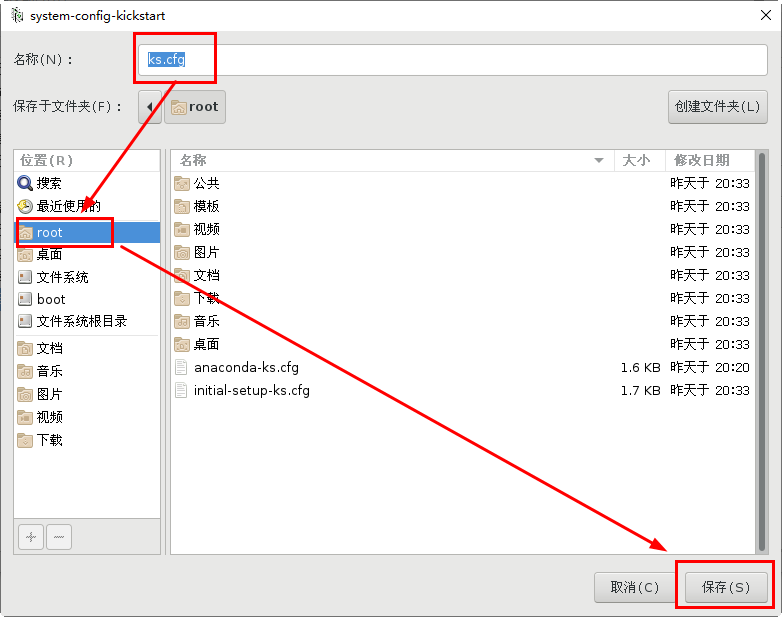 system-config-kickstart
名称(N)：
ks.cfg
保存于文件夹(F)：
root
创建文件夹(L)
位置(R)
搜索
最近使用的
root
桌面
文件系统
boot
文件系统根目录
文档
音乐
图片
视频
下载
名称 大小 修改日期
公共 昨天于 20:33
模板 昨天于 20:33
视频 昨天于 20:33
图片 昨天于 20:33
文档 昨天于 20:33
下载 昨天于 20:33
音乐 昨天于 20:33
桌面 昨天于 20:33
anaconda-ks.cfg 1.6 KB 昨天于 20:20
initial-setup-ks.cfg 1.7 KB 昨天于 20:33
取消(C)
保存(S)